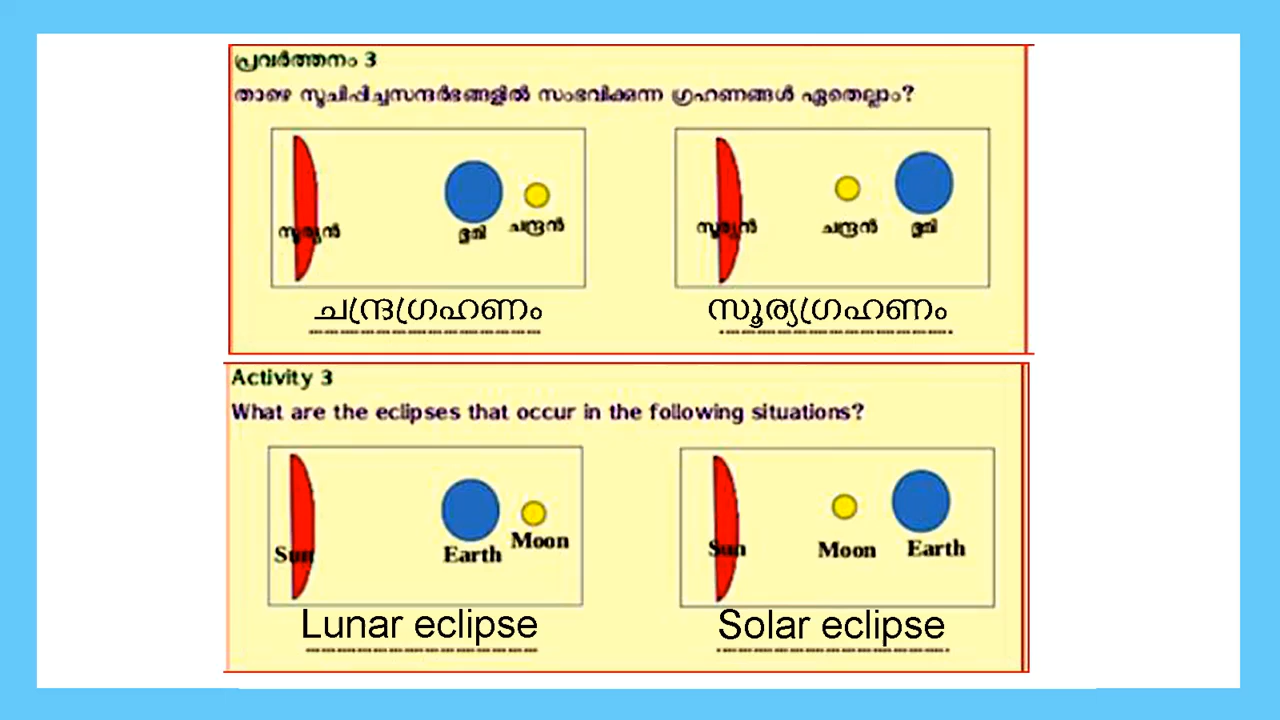 പ്രവർത്തനം 3
താഴെ സൂചിപ്പിച്ചസന്ദർഭങ്ങളിൽ സംഭവിക്കുന്ന ഗ്രഹണങ്ങൾ ഏതെല്ലാം?
സൂര്യൻ ഭൂമി ചന്ദ്രൻ
സൂര്യൻ ചന്ദ്രൻ ഭൂമി
ചന്ദ്രഗ്രഹണം
സൂര്യഗ്രഹണം
Activity 3
What are the eclipses that occur in the following situations?
Sun Earth Moon
Sun Moon Earth
Lunar eclipse
Solar eclipse